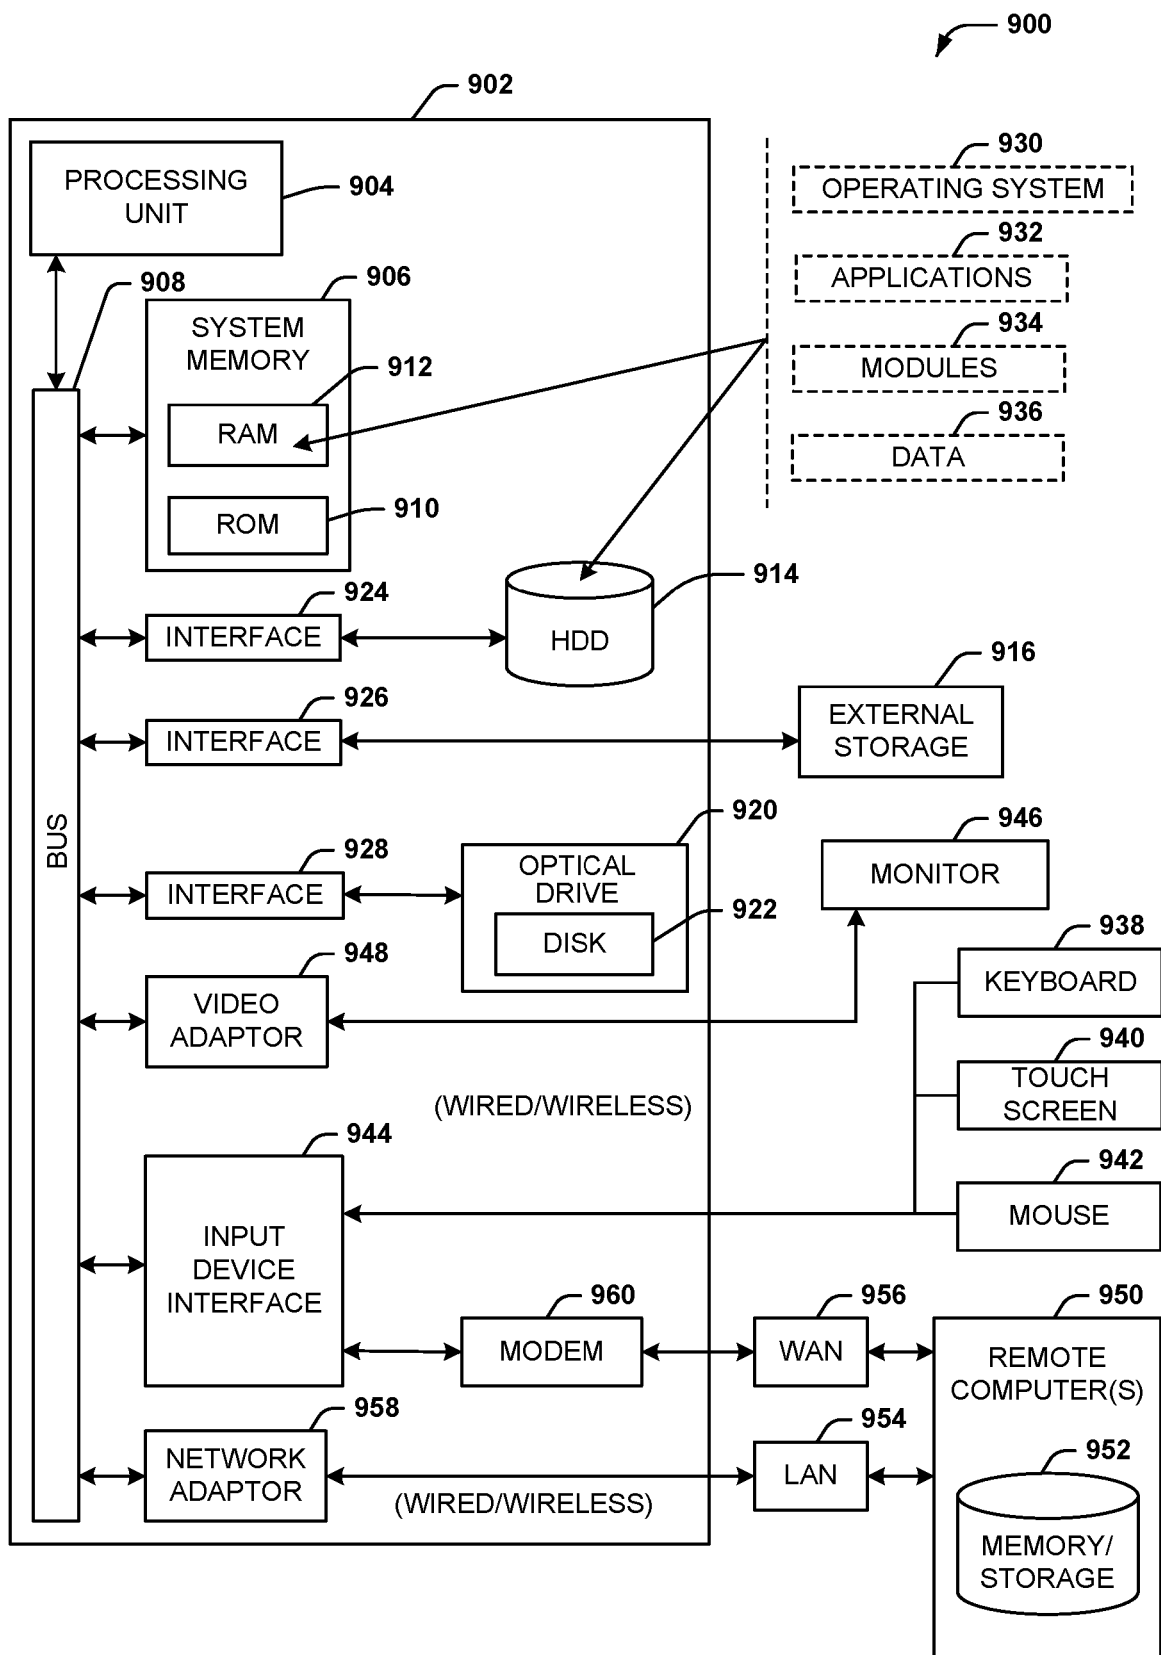 900
902
930
PROCESSING
UNIT
904
OPERATING SYSTEM
932
908
906
APPLICATIONS
SYSTEM
MEMORY
934
912
MODULES
RAM
936
DATA
910
ROM
914
924
INTERFACE
HDD
916
926
EXTERNAL
STORAGE
INTERFACE
BUS
920
946
928
OPTICAL
DRIVE
MONITOR
INTERFACE
922
DISK
938
948
KEYBOARD
VIDEO
ADAPTOR
940
TOUCH
SCREEN
(WIRED/WIRELESS)
944
942
MOUSE
INPUT
DEVICE
INTERFACE
960
956
950
MODEM
WAN
REMOTE
COMPUTER(S)
958
954
952
NETWORK
ADAPTOR
LAN
(WIRED/WIRELESS)
MEMORY/
STORAGE